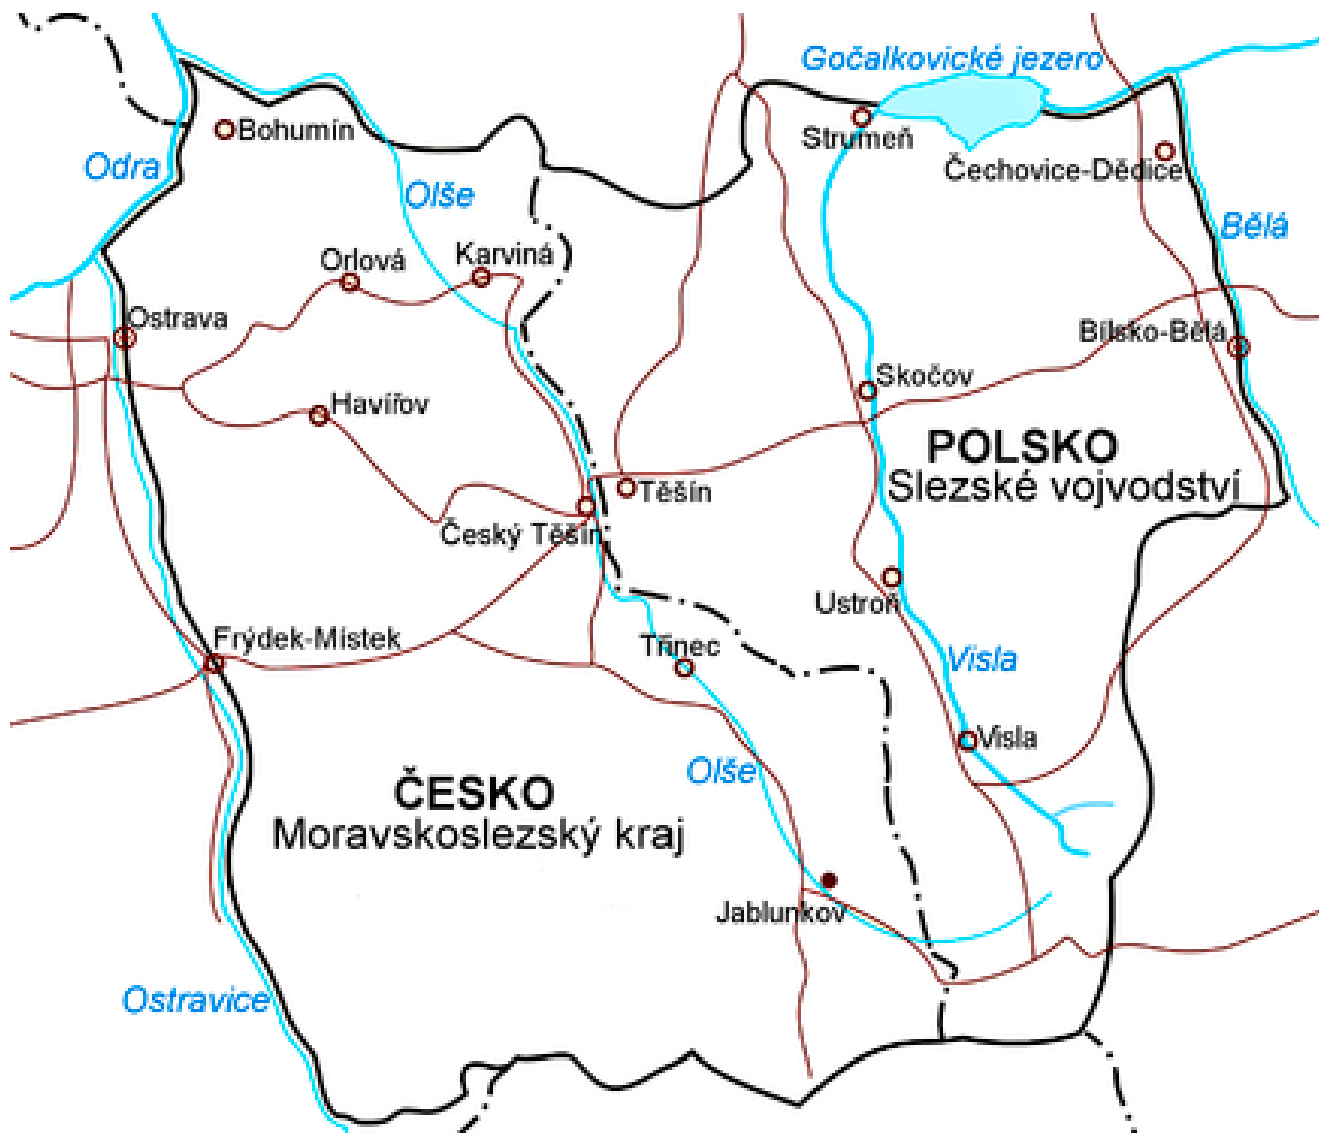 Gočalkovické jezero
Bohumín
Strumeň
Odra
Čechovice-Dědice
Olše
Bělá
Karviná
Orlová
Ostrava
Bílsko-Bělá
Skočov
Havířov
POLSKO
Slezské vojvodství
Těšín
Český Těšín
Ustroň
Frýdek-Místek
Třinec
Visla
Visla
Olše
ČESKO
Moravskoslezský kraj
Jablunkov
Ostravice